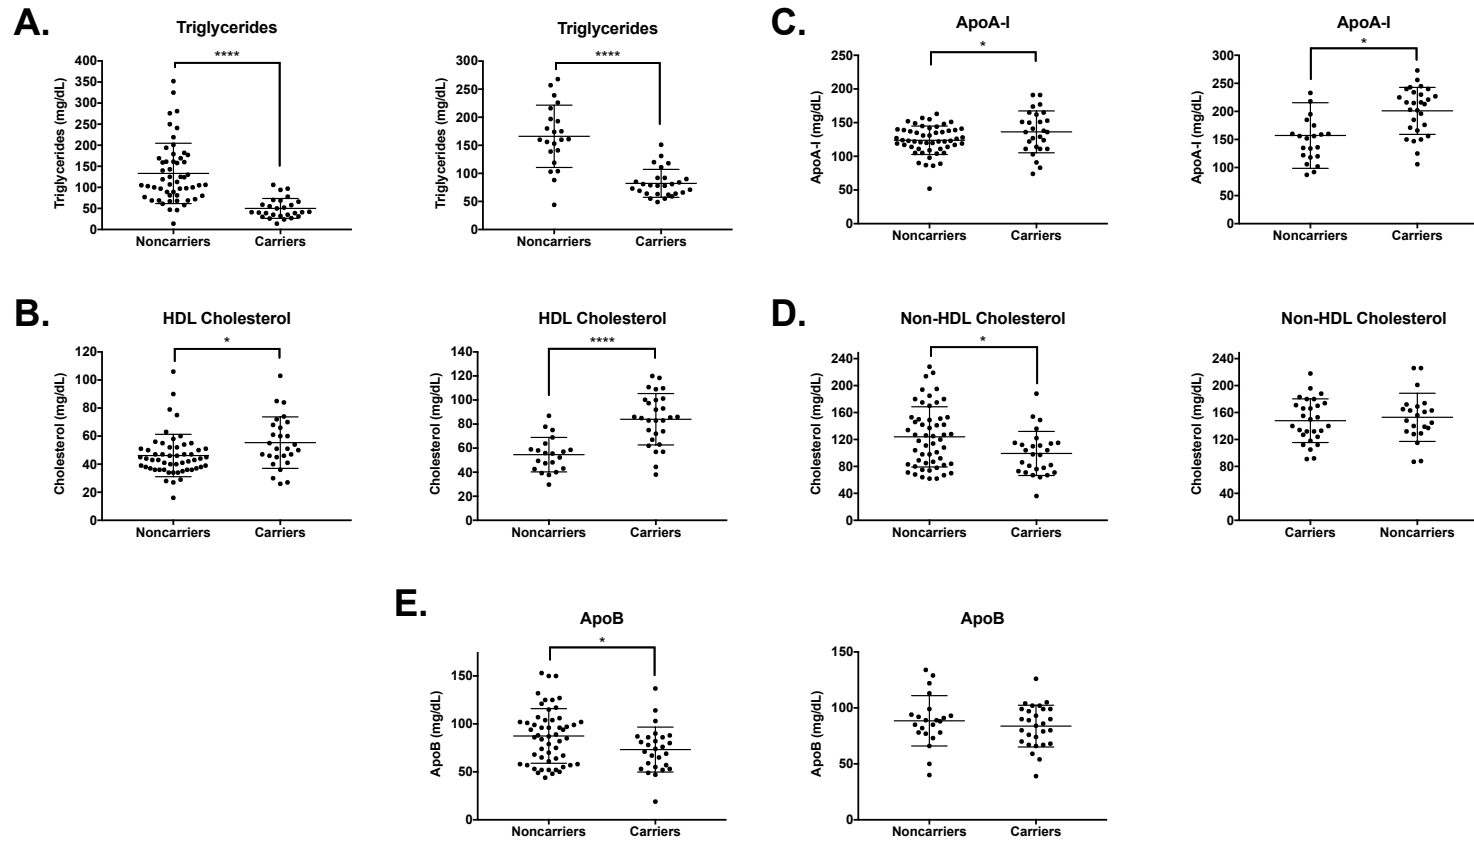 A.
Triglycerides
****
Triglycerides (mg/dL)
400
350
300
250
200
150
100
50
0
Noncarriers
Carriers
Triglycerides
****
Triglycerides (mg/dL)
300
250
200
150
100
50
0
Noncarriers
Carriers
B.
HDL Cholesterol
*
Cholesterol (mg/dL)
120
100
80
60
40
20
0
Noncarriers
Carriers
HDL Cholesterol
****
Cholesterol (mg/dL)
140
120
100
80
60
40
20
0
Noncarriers
Carriers
C.
ApoA-I
*
ApoA-I (mg/dL)
250
200
150
100
50
0
Noncarriers
Carriers
ApoA-I
*
ApoA-I (mg/dL)
300
250
200
150
100
50
0
Noncarriers
Carriers
D.
Non-HDL Cholesterol
*
Cholesterol (mg/dL)
240
200
160
120
80
40
0
Noncarriers
Carriers
Non-HDL Cholesterol
Cholesterol (mg/dL)
240
200
160
120
80
40
0
Carriers
Noncarriers
E.
ApoB
*
ApoB (mg/dL)
150
100
50
0
Noncarriers
Carriers
ApoB
ApoB (mg/dL)
150
100
50
0
Noncarriers
Carriers